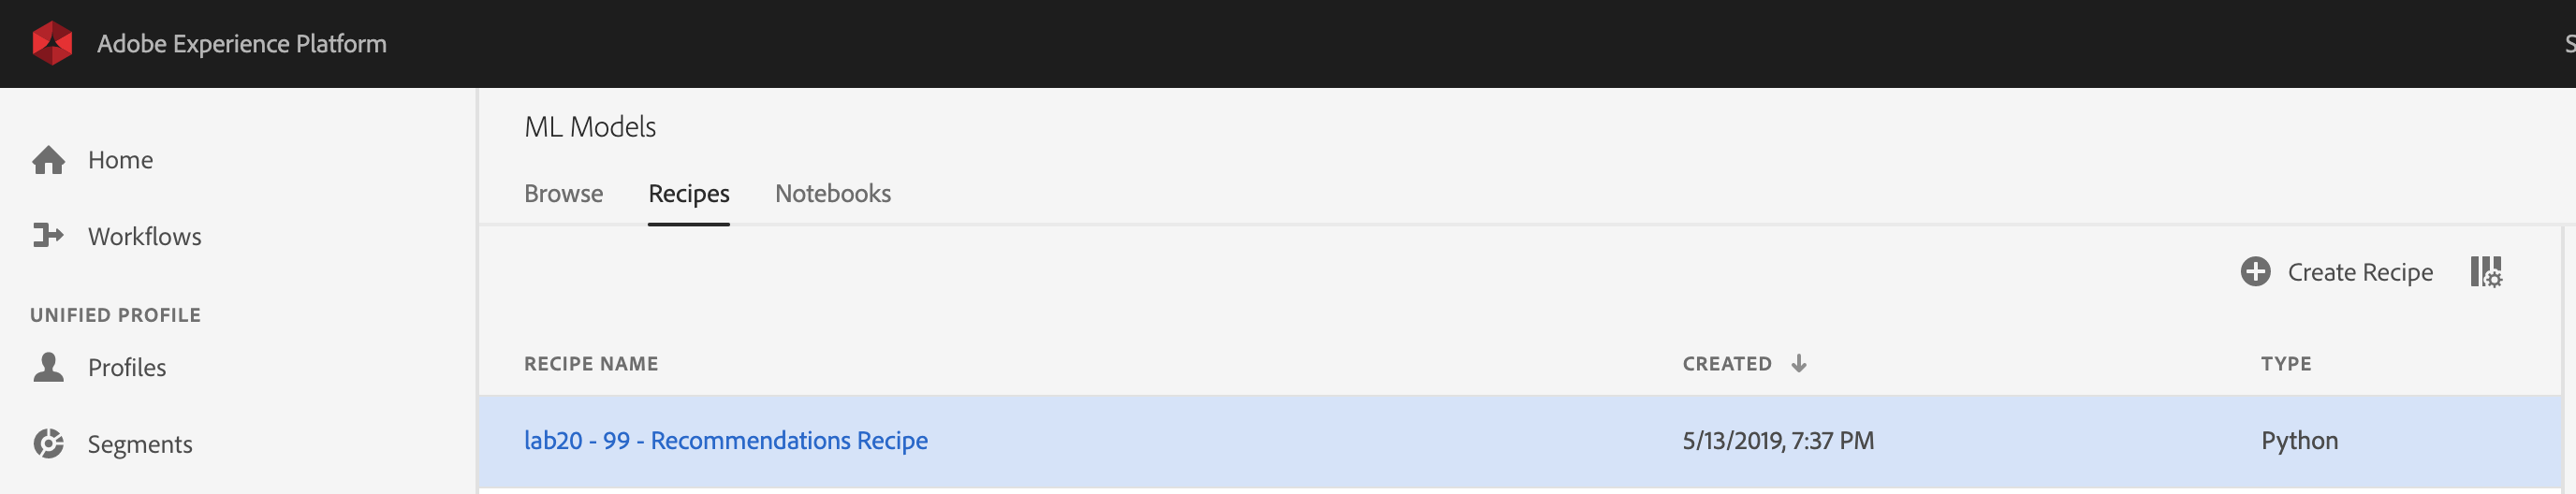 Adobe Experience Platform
Home
Workflows
UNIFIED PROFILE
Profiles
Segments
ML Models
Browse Recipes Notebooks
Create Recipe
RECIPE NAME CREATED TYPE
lab20 - 99 - Recommendations Recipe 5/13/2019, 7:37 PM Python